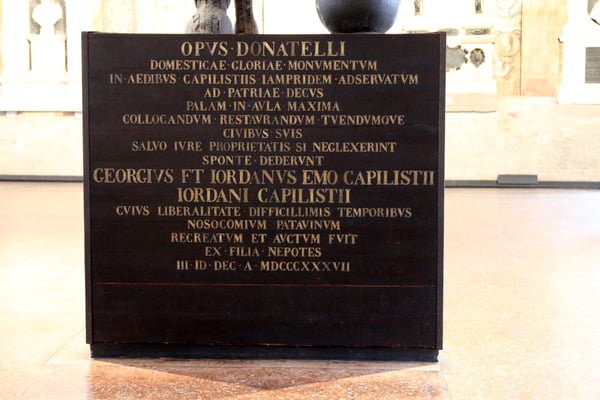 OPVS · DONATELLI
DOMESTICAE · GLORIAE · MONVMENTVM
IN · AEDIBVS · CAPILISTIIS · IAMPRIDEM · ADSERVATVM
AD · PATRIAE · DECVS
PALAM · IN · AVLA · MAXIMA
COLLOCANDVM · RESTAVRANDVM · TVENDVMQVE
CIVIBVS · SVIS
SALVO · IVRE · PROPRIETATIS · SI · NEGLEXERINT
SPONTE · DEDERVNT
GEORGIVS ET IORDANVS EMO CAPILISTII
IORDANI CAPILISTII
CVIVS · LIBERALITATE · DIFFICILLIMIS · TEMPORIBVS
NOSOCOMIVM · PATAVINVM
RECREATVM · ET · AVCTVM · FVIT
EX · FILIA · NEPOTES
III · ID · DEC · A · MDCCCXXXVII